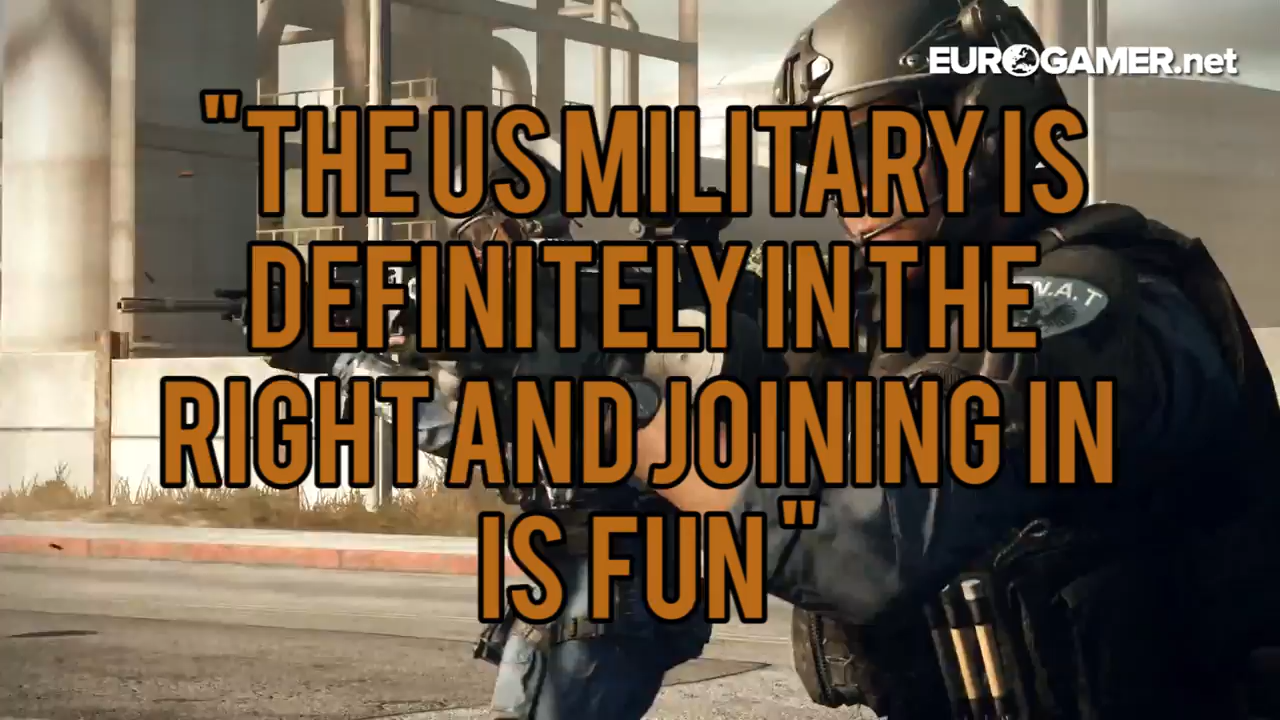 EUROGAMER.net
"THE US MILITARY IS
DEFINITELY IN THE
RIGHT AND JOINING IN
IS FUN"
W.A.T